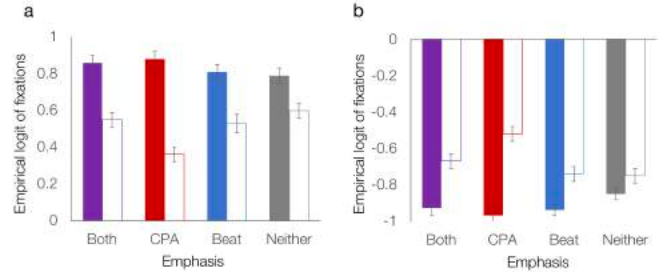 a
Empirical logit of fixations
1
0.8
0.6
0.4
0.2
0
Both CPA Beat Neither
Emphasis
b
Empirical logit of fixations
0
-0.2
-0.4
-0.6
-0.8
-1
Both CPA Beat Neither
Emphasis